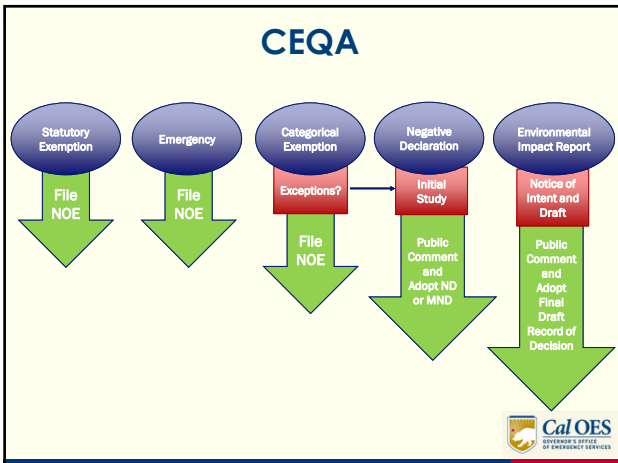 CEQA
Statutory
Exemption
File
NOE
Emergency
File
NOE
Categorical
Exemption
Exceptions?
File
NOE
Negative
Declaration
Initial
Study
Public
Comment
and
Adopt ND
or MND
Environmental
Impact Report
Notice of
Intent and
Draft
Public
Comment
and
Adopt
Final
Draft
Record of
Decision
Cal OES
GOVERNOR'S OFFICE
OF EMERGENCY SERVICES